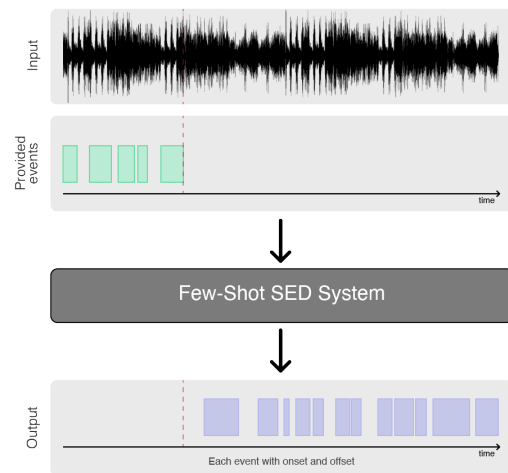 Input
Provided
events
time
Few-Shot SED System
Output
time
Each event with onset and offset